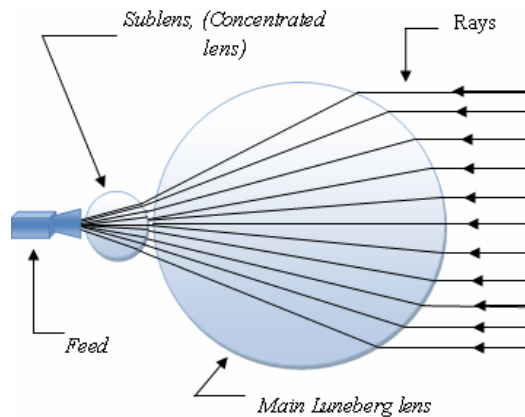 Sublens, (Concentrated
lens)
Rays
Feed
Main Luneberg lens